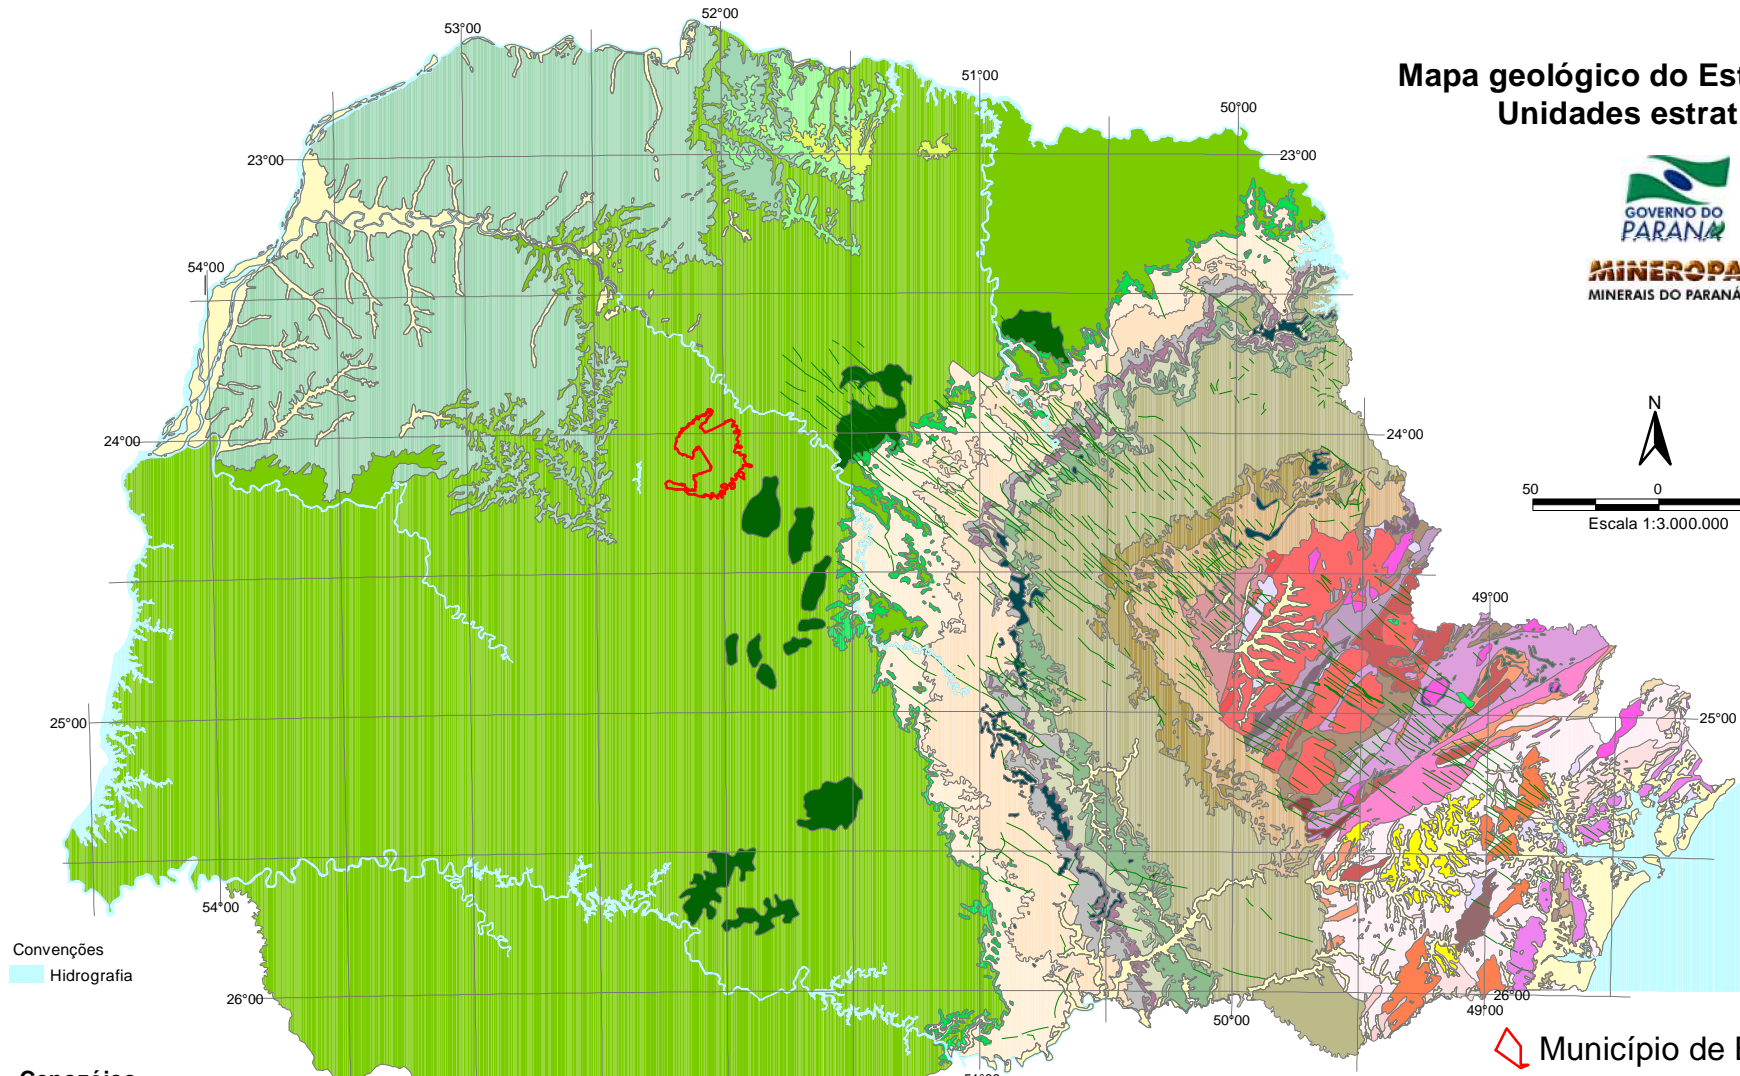 53°00
52°00
51°00
50°00
Mapa geológico do Est
Unidades estrat
23°00
23°00
GOVERNO DO
PARANÁ
MINEROPA
MINERAIS DO PARANÁ
54°00
N
24°00
24°00
50
0
Escala 1:3.000.000
49°00
25°00
25°00
54°00
Convenções
Hidrografia
26°00
26°00
49°00
50°00
Município de